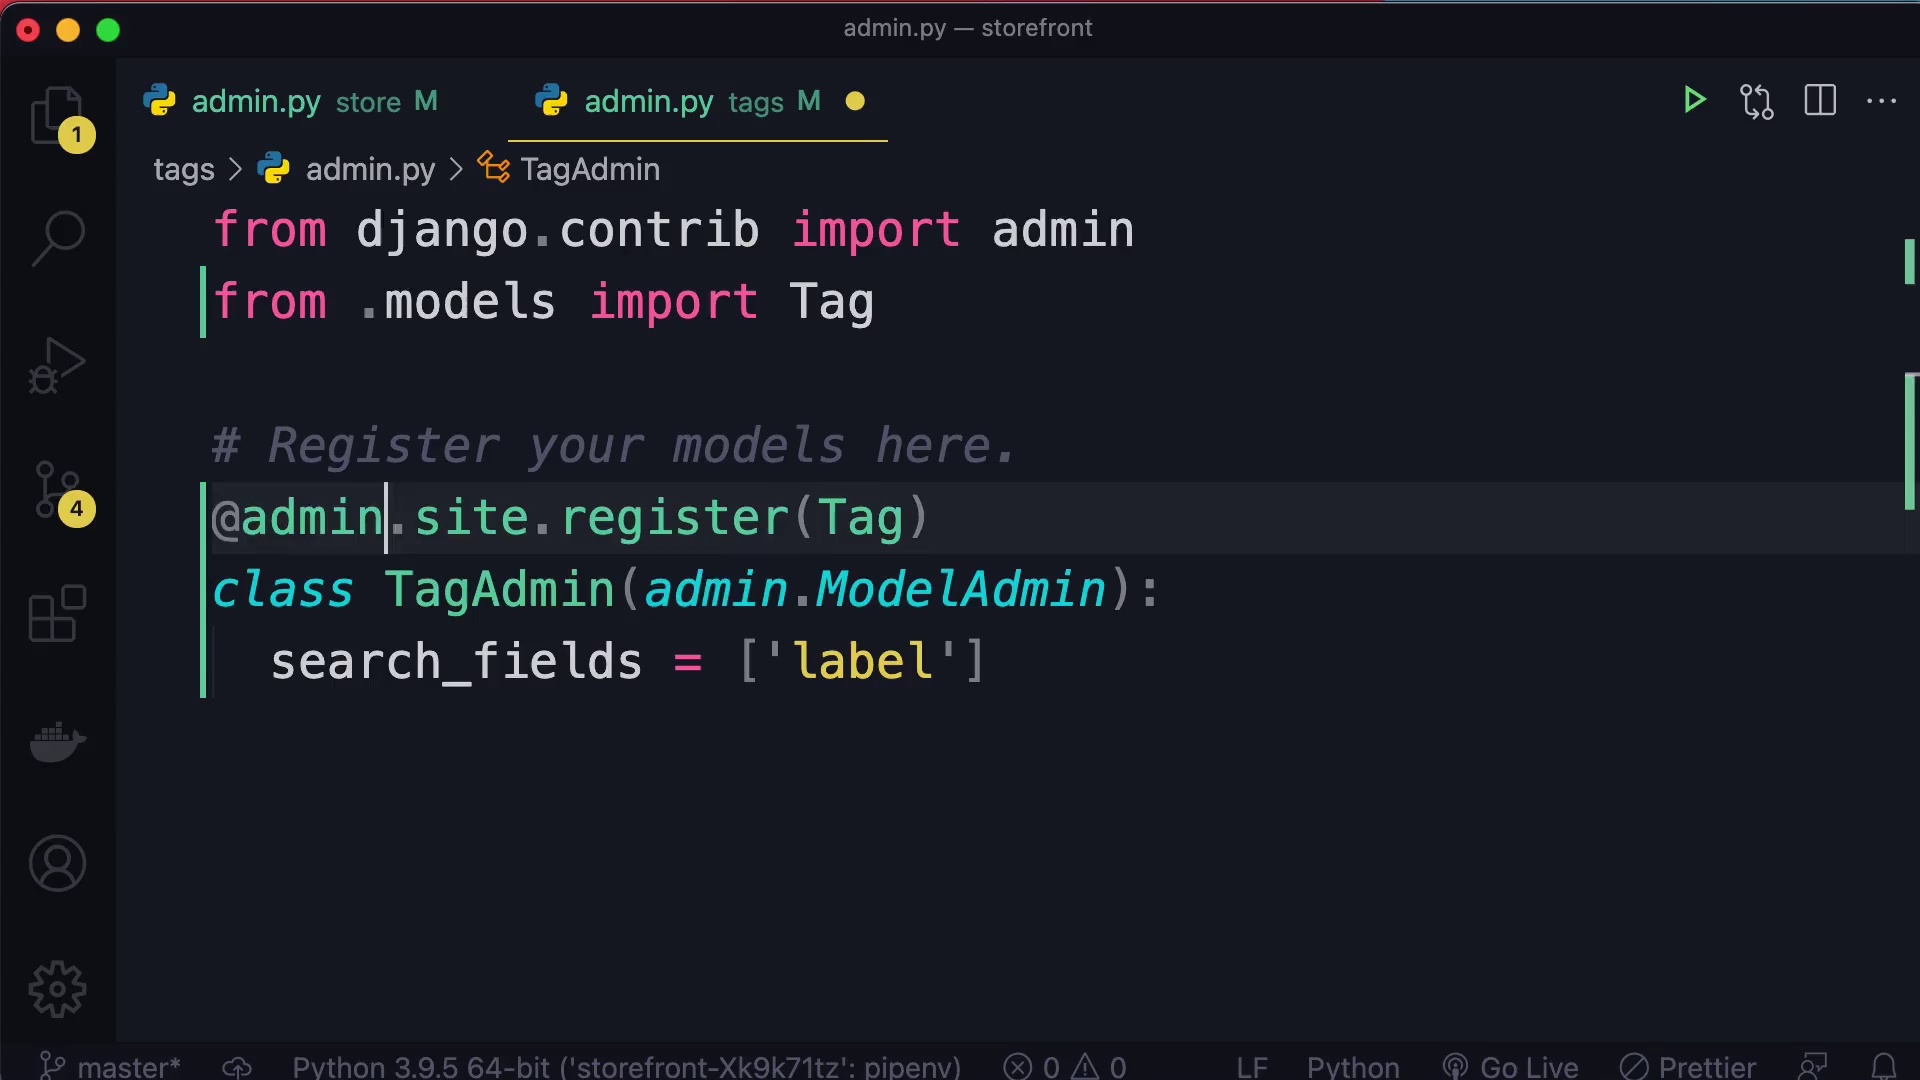 admin.py — storefront
admin.py store M
admin.py tags M
1
tags > admin.py > TagAdmin
from django.contrib import admin
from .models import Tag
# Register your models here.
@admin.site.register(Tag)
class TagAdmin(admin.ModelAdmin):
search_fields = ['label']
4
master* Python 3.9.5 64-bit ('storefront-Xk9k71tz': pipenv) 0 0 LF Python Go Live Prettier